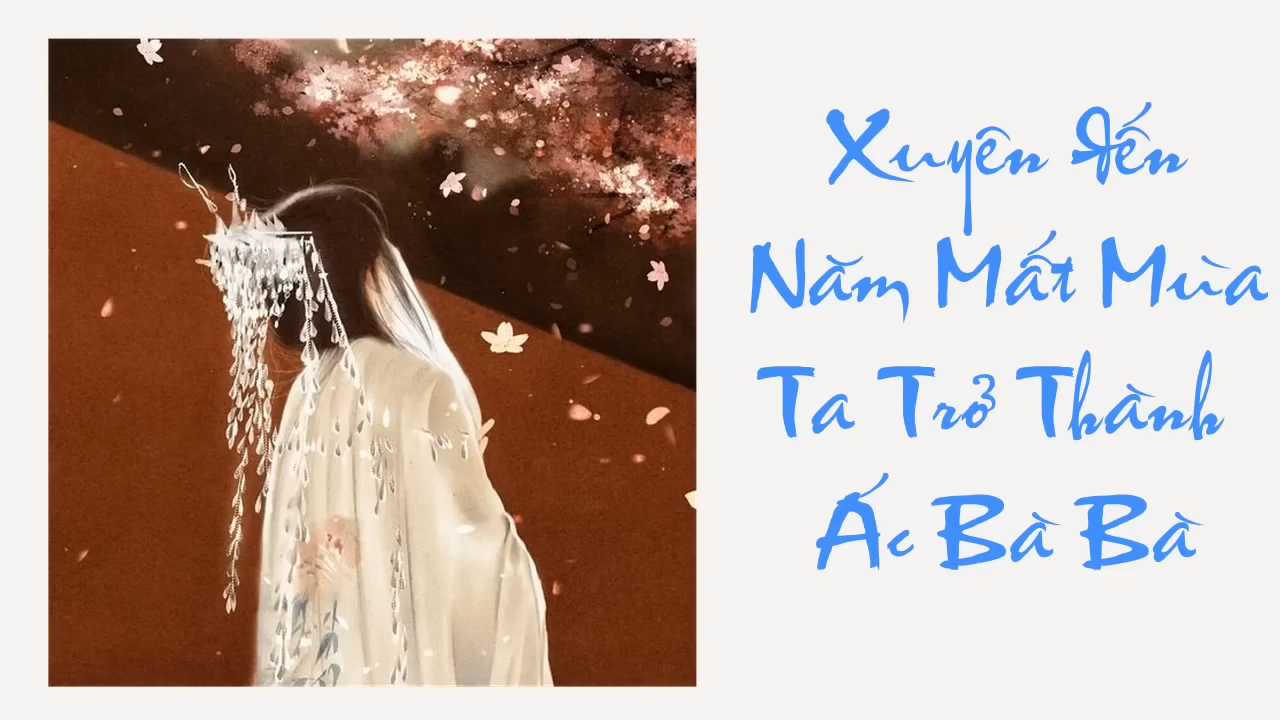 Xuyên Đến
Năm Mất Mùa
Ta Trở Thành
Ác Bà Bà